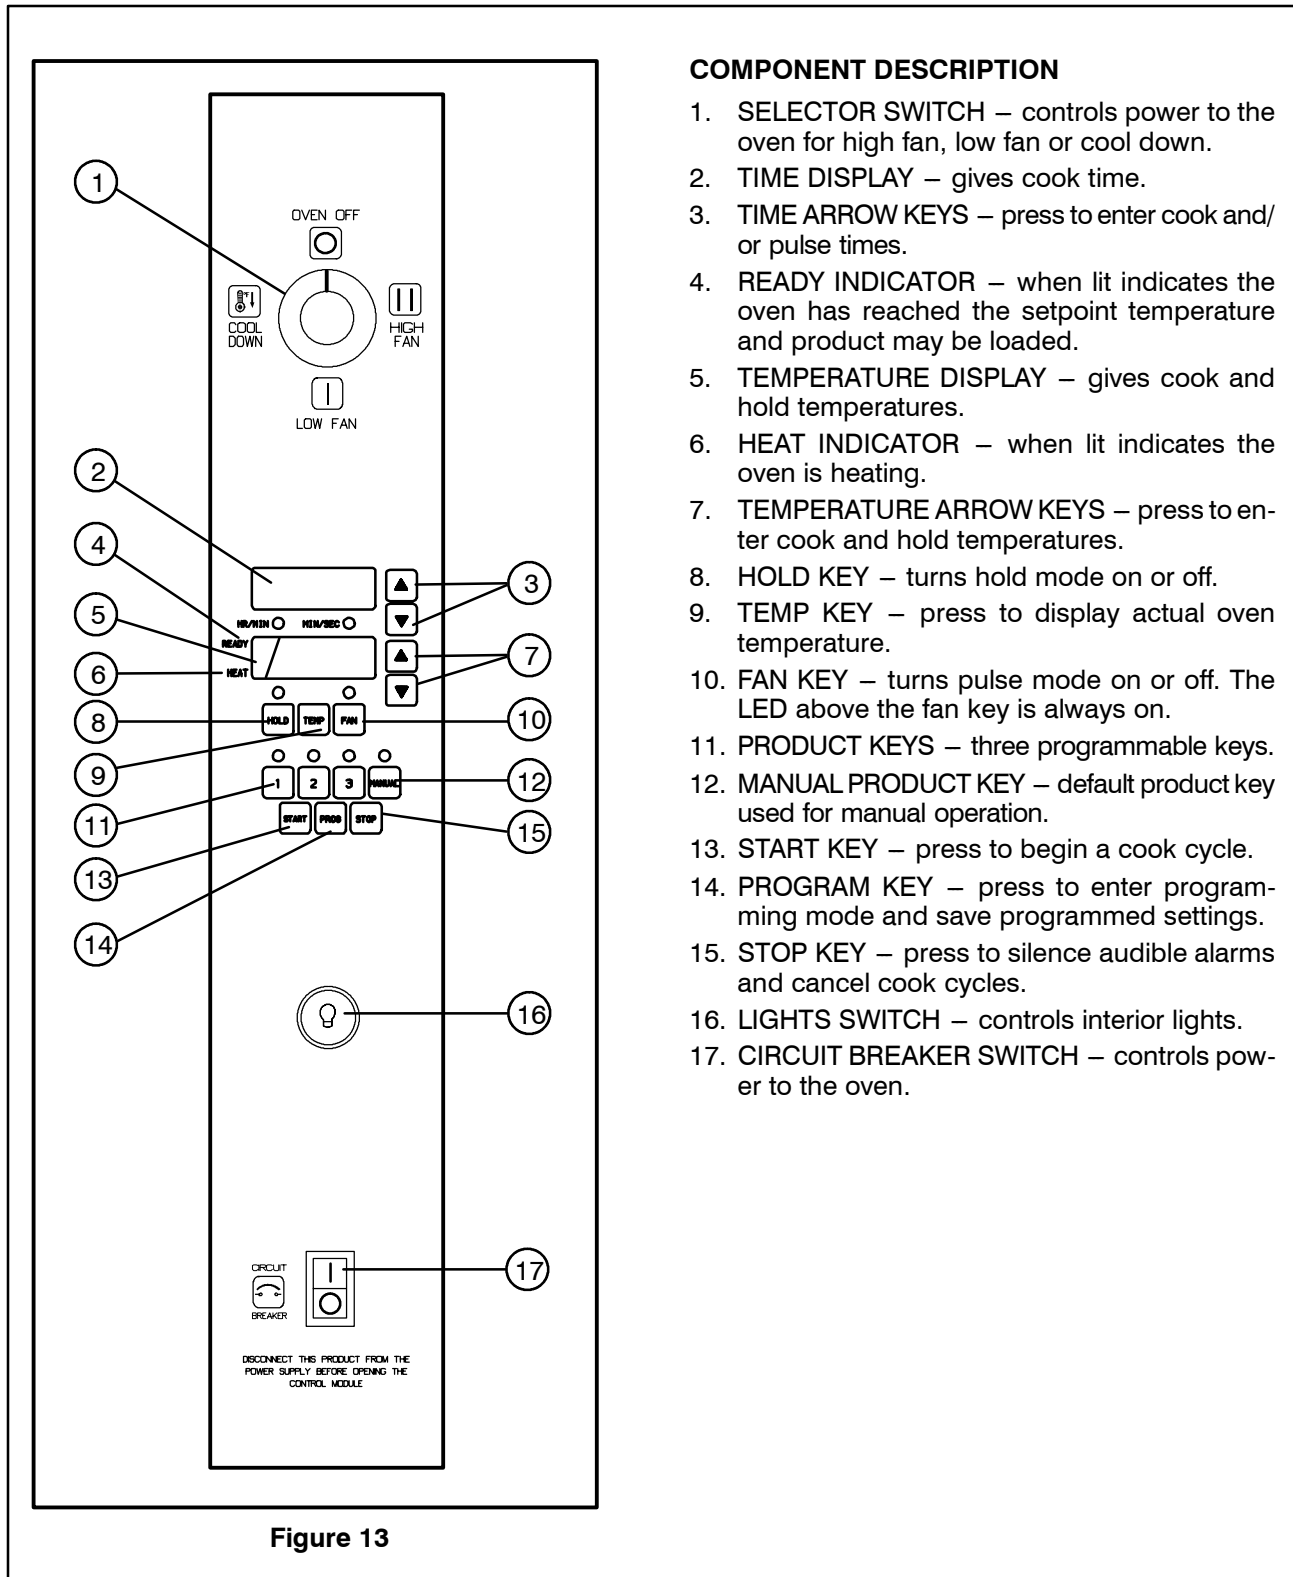 1
OVEN OFF
COOL
DOWN
HIGH
FAN
LOW FAN
2
4
3
HR/MIN
MIN/SEC
READY
5
7
HEAT
6
8
HOLD
TEMP
FAN
10
9
12
1
2
3
MANUAL
11
START
PROG
STOP
15
13
14
16
17
CIRCUIT
BREAKER
DISCONNECT THIS PRODUCT FROM THE
POWER SUPPLY BEFORE OPENING THE
CONTROL MODULE
Figure 13
COMPONENT DESCRIPTION
1. SELECTOR SWITCH – controls power to the
oven for high fan, low fan or cool down.
2. TIME DISPLAY – gives cook time.
3. TIME ARROW KEYS – press to enter cook and/
or pulse times.
4. READY INDICATOR – when lit indicates the
oven has reached the setpoint temperature
and product may be loaded.
5. TEMPERATURE DISPLAY – gives cook and
hold temperatures.
6. HEAT INDICATOR – when lit indicates the
oven is heating.
7. TEMPERATURE ARROW KEYS – press to en-
ter cook and hold temperatures.
8. HOLD KEY – turns hold mode on or off.
9. TEMP KEY – press to display actual oven
temperature.
10. FAN KEY – turns pulse mode on or off. The
LED above the fan key is always on.
11. PRODUCT KEYS – three programmable keys.
12. MANUAL PRODUCT KEY – default product key
used for manual operation.
13. START KEY – press to begin a cook cycle.
14. PROGRAM KEY – press to enter program-
ming mode and save programmed settings.
15. STOP KEY – press to silence audible alarms
and cancel cook cycles.
16. LIGHTS SWITCH – controls interior lights.
17. CIRCUIT BREAKER SWITCH – controls pow-
er to the oven.